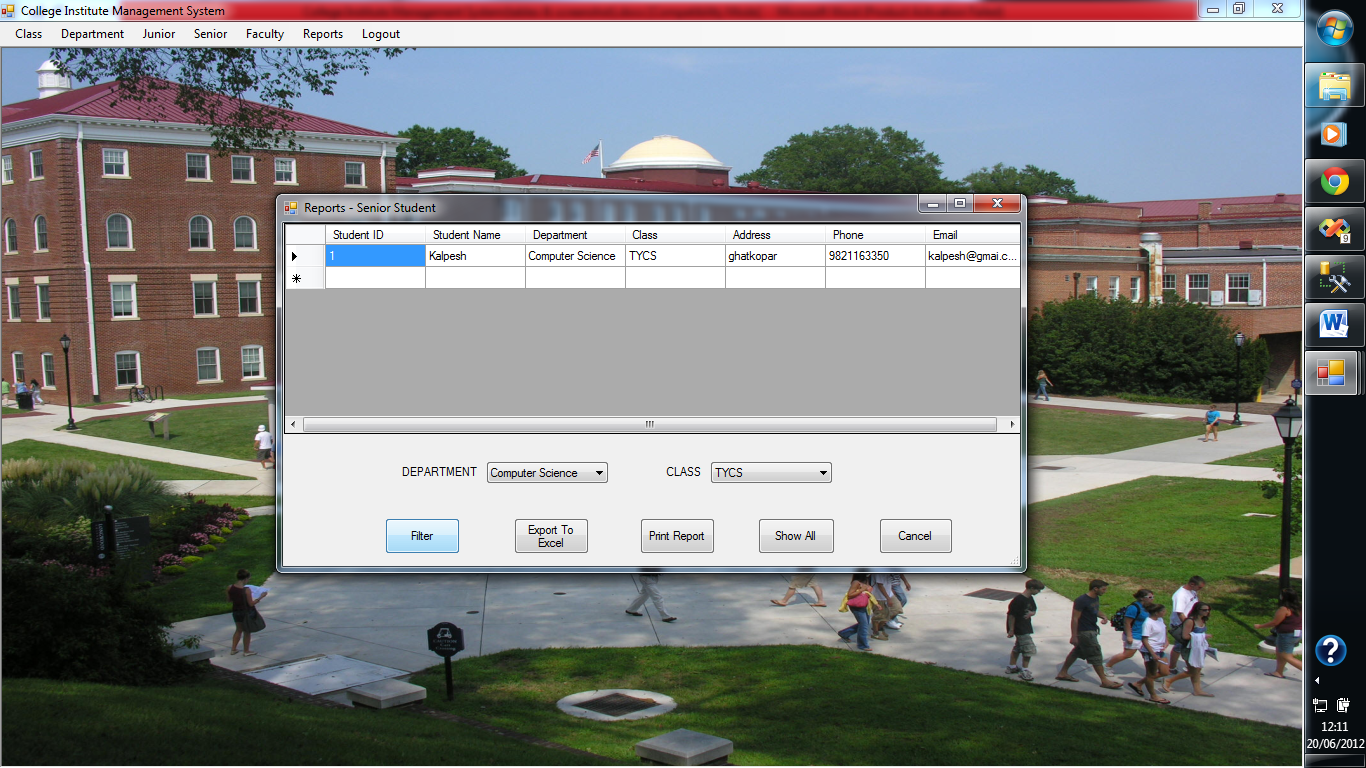 College Institute Management System
Class Department Junior Senior Faculty Reports Logout
Reports - Senior Student
Student ID Student Name Department Class Address Phone Email
1 Kalpesh Computer Science TYCS ghatkopar 9821163350 kalpesh@gmai.c...
DEPARTMENT Computer Science CLASS TYCS
Filter Export To Excel Print Report Show All Cancel
9
12:11
20/06/2012